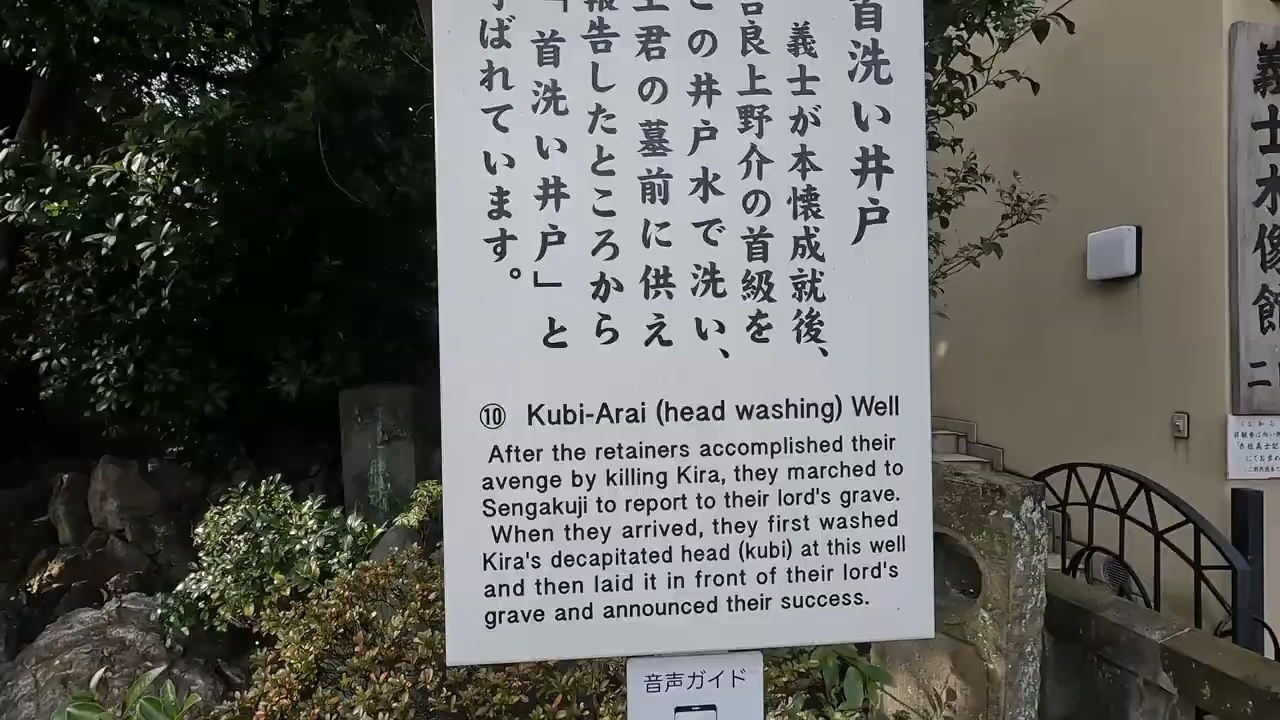 首洗い井戸
義士が本懐成就後、
吉良上野介の首級を
この井戸水で洗い、
主君の墓前に供え
報告したところから
「首洗い井戸」と
呼ばれています。
⑩ Kubi-Arai (head washing) Well
After the retainers accomplished their
avenge by killing Kira, they marched to
Sengakuji to report to their lord's grave.
When they arrived, they first washed
Kira's decapitated head (kubi) at this well
and then laid it in front of their lord's
grave and announced their success.
音声ガイド
義士木像館